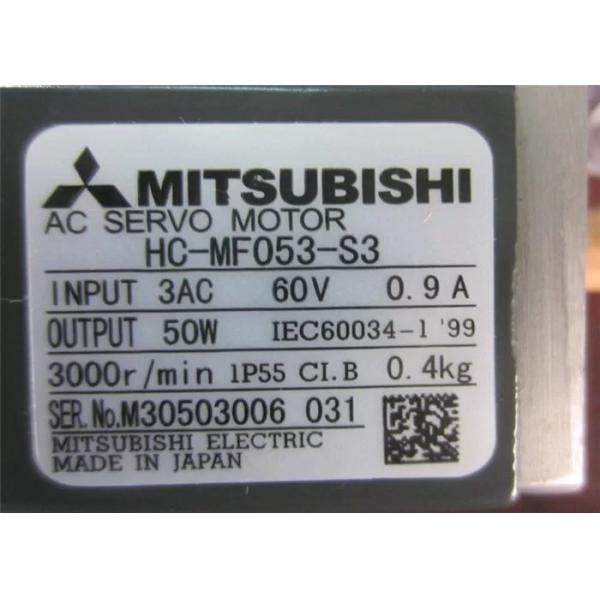 MITSUBISHI
AC SERVO MOTOR
HC-MF053-S3
INPUT 3AC 60V 0.9A
OUTPUT 50W IEC60034-1 '99
3000r/min IP55 CI.B 0.4kg
SER.No.M30503006 031
MITSUBISHI ELECTRIC
MADE IN JAPAN